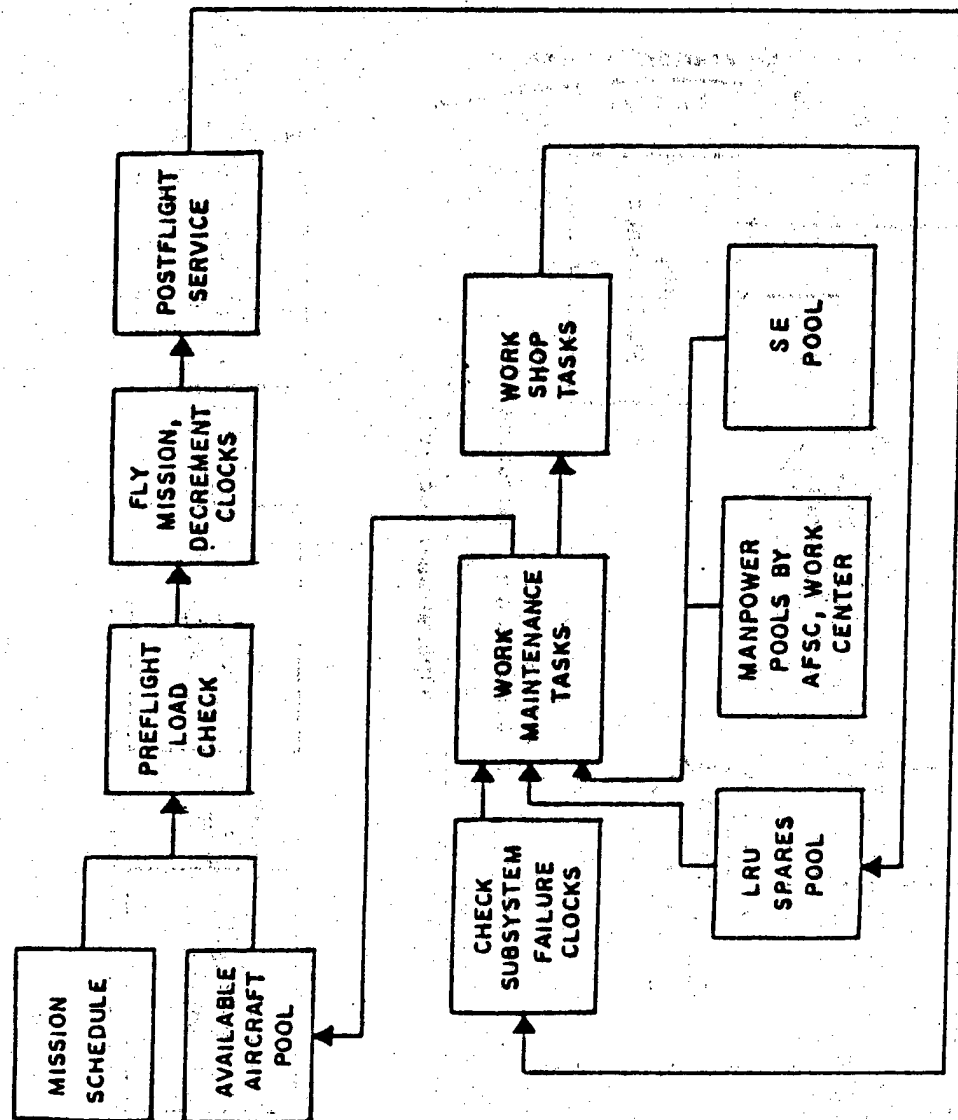 MISSION
SCHEDULE
AVAILABLE
AIRCRAFT
POOL
PREFLIGHT
LOAD
CHECK
FLY
MISSION,
DECREMENT
CLOCKS
POSTFLIGHT
SERVICE
CHECK
SUBSYSTEM
FAILURE
CLOCKS
WORK
MAINTENANCE
TASKS
WORK
SHOP
TASKS
LRU
SPARES
POOL
MANPOWER
POOLS BY
AFSC, WORK
CENTER
SE
POOL